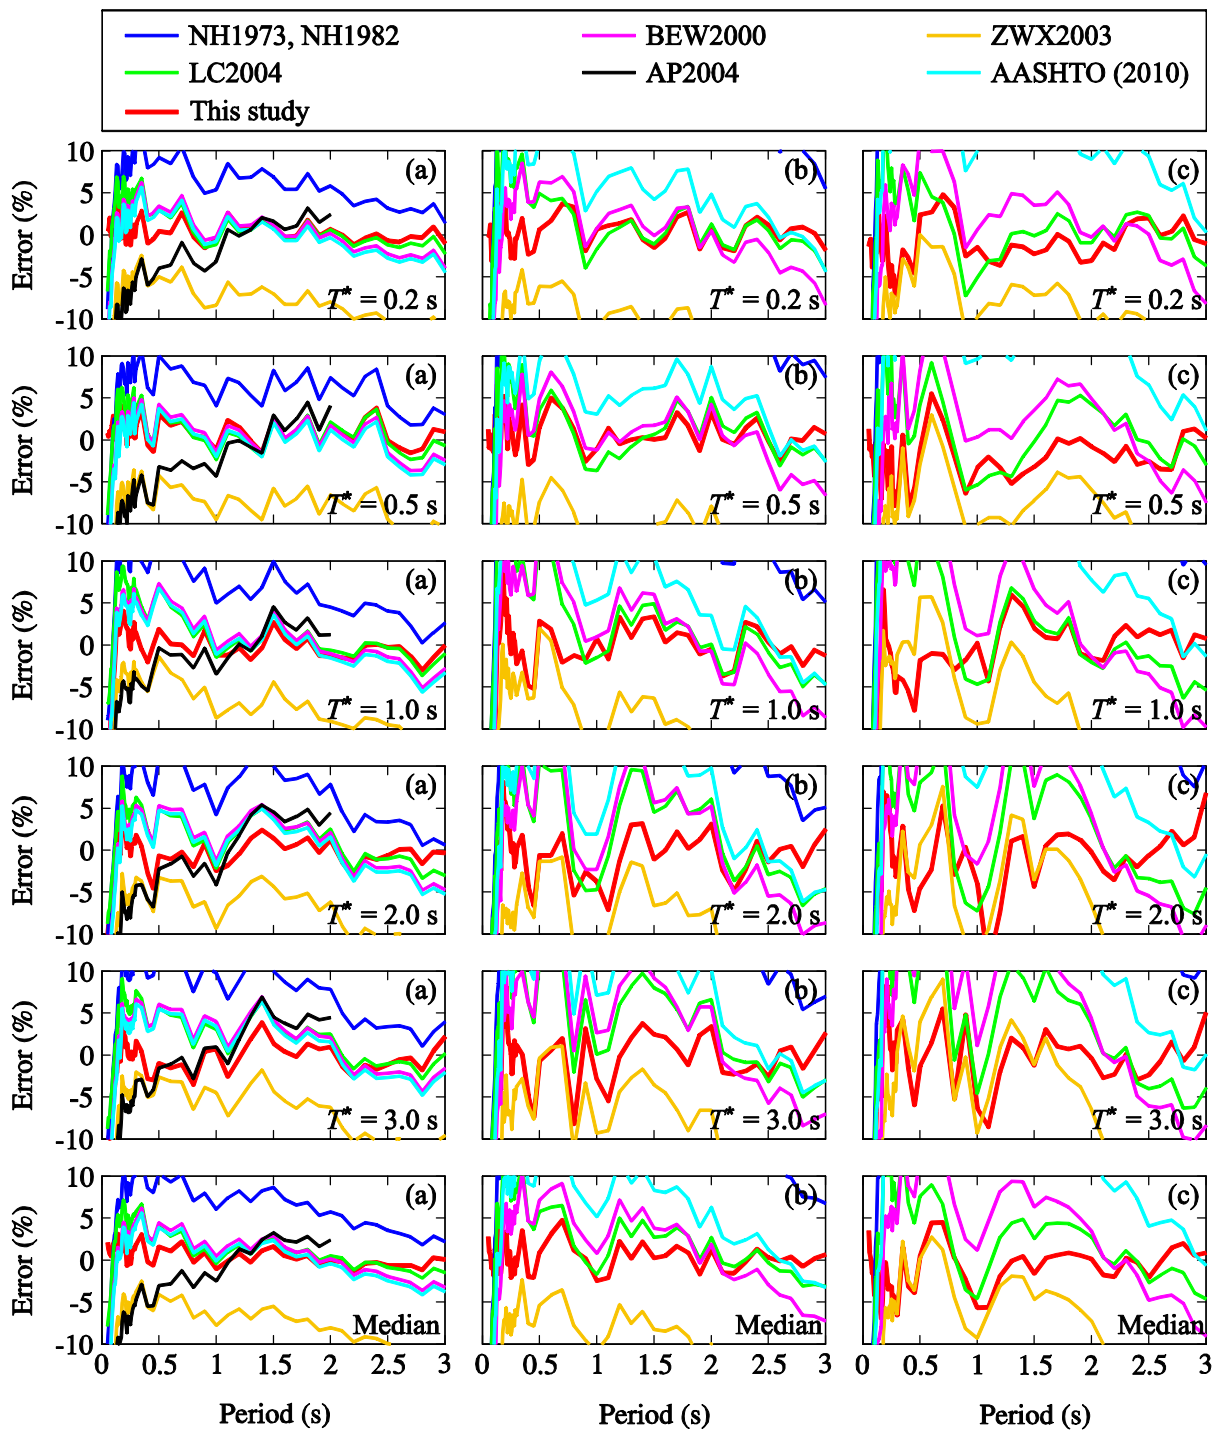 NH1973, NH1982 BEW2000 ZWX2003
LC2004 AP2004 AASHTO (2010)
This study
10 (a) (b) (c)
5
0
-5
-10
Error (%)
T* = 0.2 s T* = 0.2 s T* = 0.2 s
10 (a) (b) (c)
5
0
-5
-10
Error (%)
T* = 0.5 s T* = 0.5 s T* = 0.5 s
10 (a) (b) (c)
5
0
-5
-10
Error (%)
T* = 1.0 s T* = 1.0 s T* = 1.0 s
10 (a) (b) (c)
5
0
-5
-10
Error (%)
T* = 2.0 s T* = 2.0 s T* = 2.0 s
10 (a) (b) (c)
5
0
-5
-10
Error (%)
T* = 3.0 s T* = 3.0 s T* = 3.0 s
10 (a) (b) (c)
5
0
-5
-10
Error (%)
Median Median Median
0 0.5 1 1.5 2 2.5 3 0 0.5 1 1.5 2 2.5 3 0 0.5 1 1.5 2 2.5 3
Period (s) Period (s) Period (s)